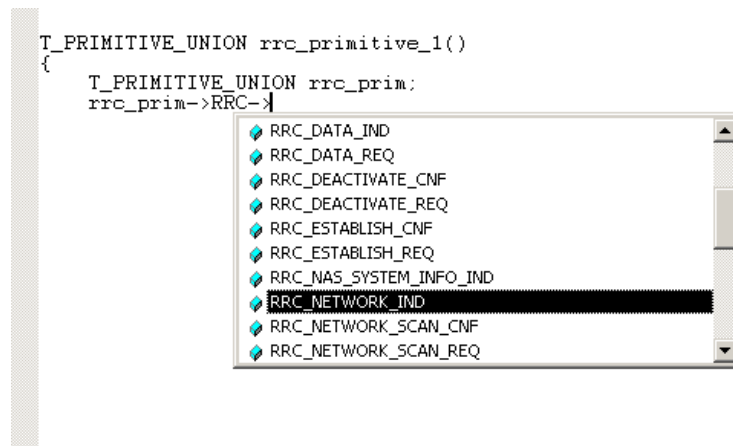 T_PRIMITIVE_UNION rrc_primitive_1()
{
T_PRIMITIVE_UNION rrc_prim;
rrc_prim->RRC->
RRC_DATA_IND
RRC_DATA_REQ
RRC_DEACTIVATE_CNF
RRC_DEACTIVATE_REQ
RRC_ESTABLISH_CNF
RRC_ESTABLISH_REQ
RRC_NAS_SYSTEM_INFO_IND
RRC_NETWORK_IND
RRC_NETWORK_SCAN_CNF
RRC_NETWORK_SCAN_REQ